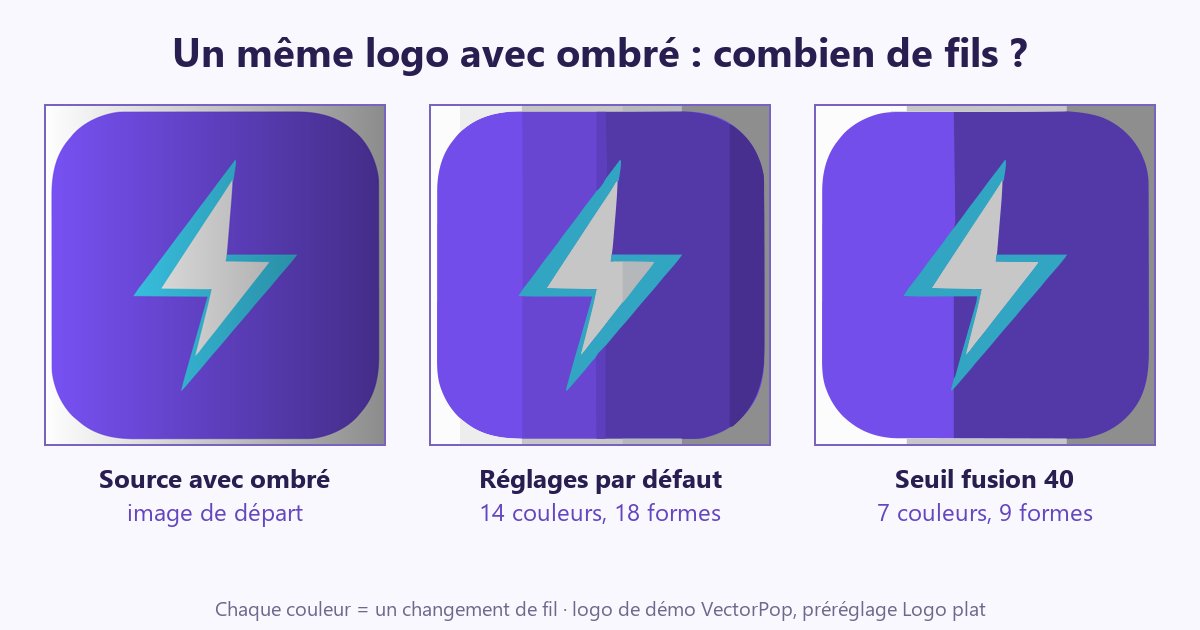 Un même logo avec ombré : combien de fils ?
Source avec ombré
image de départ
Réglages par défaut
14 couleurs, 18 formes
Seuil fusion 40
7 couleurs, 9 formes
Chaque couleur = un changement de fil · logo de démo VectorPop, préréglage Logo plat